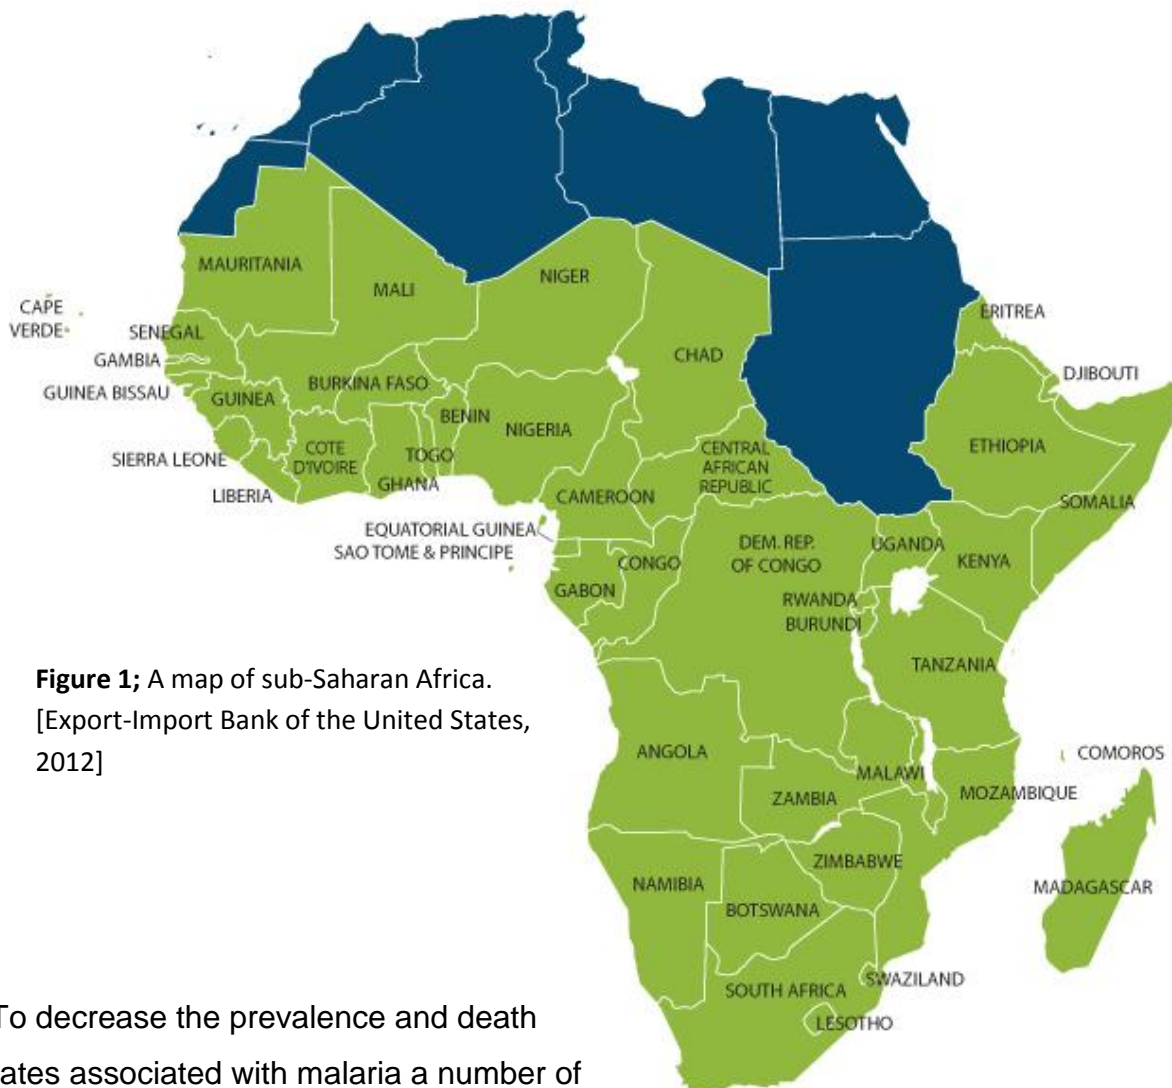 MAURITANIA
MALI
NIGER
CAPE
VERDE
SENEGAL
ERITREA
GAMBIA
CHAD
DJIBOUTI
GUINEA BISSAU
GUINEA
BURKINA FASO
BENIN
NIGERIA
SIERRA LEONE
COTE
D'IVOIRE
TOGO
CENTRAL
AFRICAN
REPUBLIC
ETHIOPIA
LIBERIA
GHANA
CAMEROON
SOMALIA
EQUATORIAL GUINEA
SAO TOME & PRINCIPE
DEM. REP.
OF CONGO
UGANDA
KENYA
CONGO
GABON
RWANDA
BURUNDI
TANZANIA
Figure 1; A map of sub-Saharan Africa.
[Export-Import Bank of the United States,
2012]
ANGOLA
COMOROS
MALAWI
ZAMBIA
MOZAMBIQUE
ZIMBABWE
NAMIBIA
MADAGASCAR
BOTSWANA
SWAZILAND
SOUTH AFRICA
LESOTHO
To decrease the prevalence and death
ates associated with malaria a number of